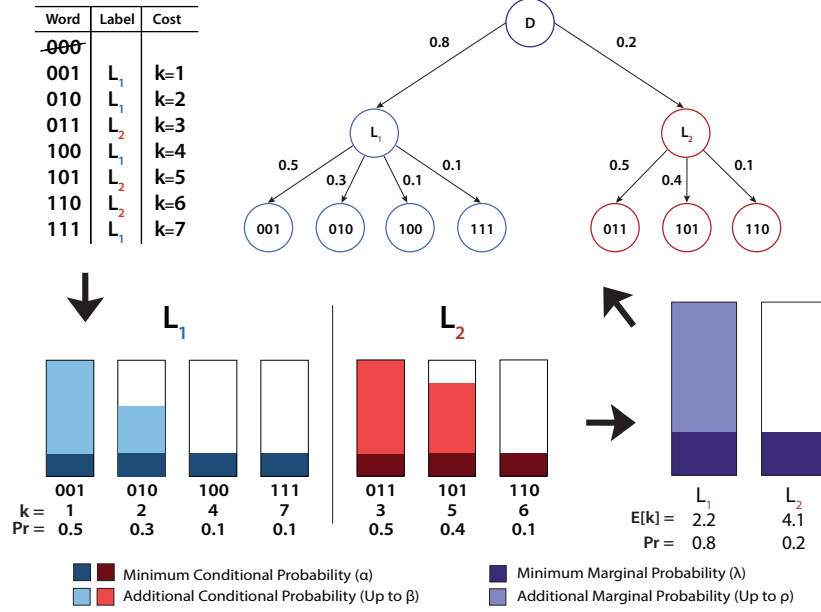 Word Label Cost
000
001 L1 k=1
010 L1 k=2
011 L2 k=3
100 L1 k=4
101 L2 k=5
110 L2 k=6
111 L1 k=7
D
0.8 0.2
L1 L2
0.5 0.3 0.1 0.1 0.5 0.4 0.1
001 010 100 111 011 101 110
L1 L2
001 010 100 111 011 101 110
k = 1 2 4 7 3 5 6
Pr = 0.5 0.3 0.1 0.1 0.5 0.4 0.1
L1 L2
E[k] = 2.2 4.1
Pr = 0.8 0.2
Minimum Conditional Probability (α)
Additional Conditional Probability (Up to β)
Minimum Marginal Probability (λ)
Additional Marginal Probability (Up to ρ)